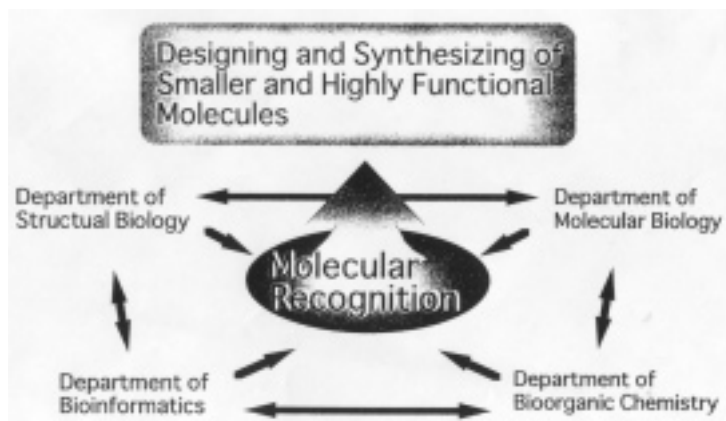 Designing and Synthesizing of
Smaller and Highly Functional
Molecules
Department of
Structual Biology
Department of
Molecular Biology
Molecular
Recognition
Department of
Bioinformatics
Department of
Bioorganic Chemistry